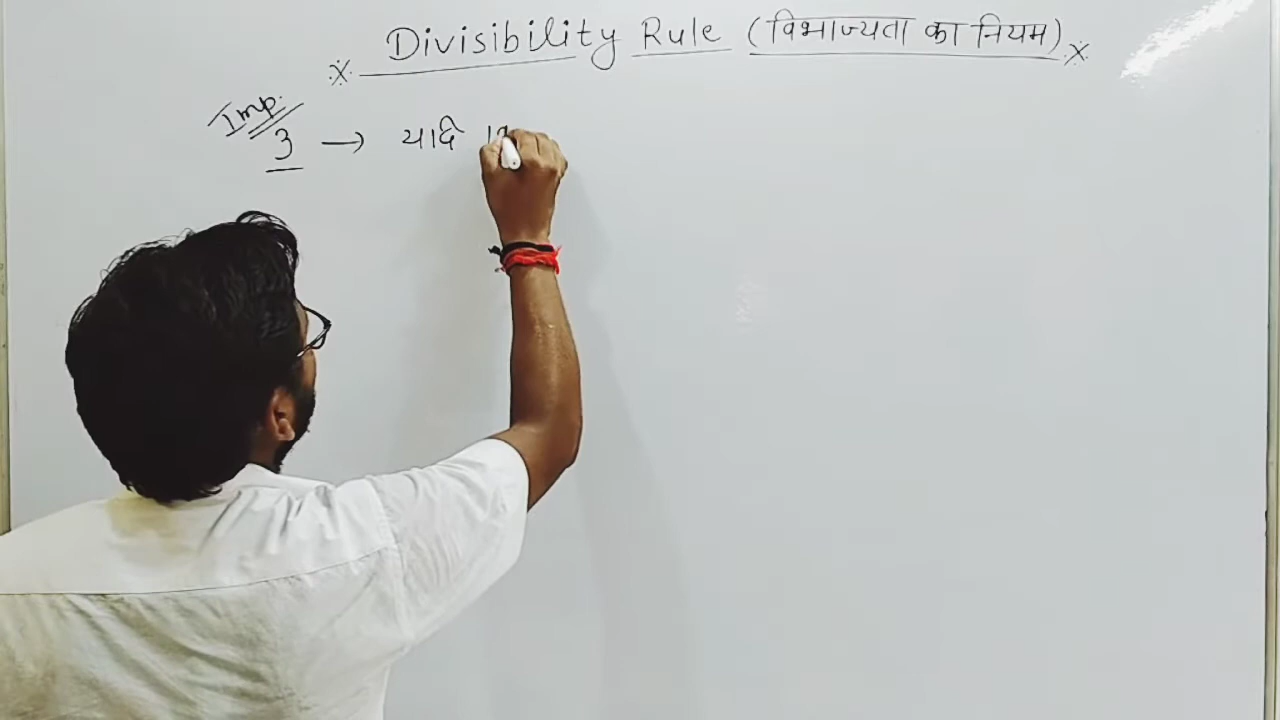 Divisibility Rule (विभाज्यता का नियम)
Imp.
3 → यदि